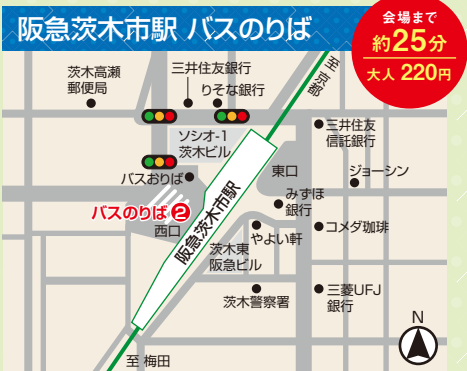 阪急茨木市駅 バスのりば
会場まで
約25分
大人 220円
茨木高瀬
郵便局
三井住友銀行
りそな銀行
至 京都
ソシオ-1
茨木ビル
三井住友
信託銀行
東口
ジョーシン
バスおりば
みずほ
銀行
バスのりば 2
西口
阪急茨木市駅
やよい軒
コメダ珈琲
茨木東
阪急ビル
茨木警察署
三菱UFJ
銀行
N
至 梅田